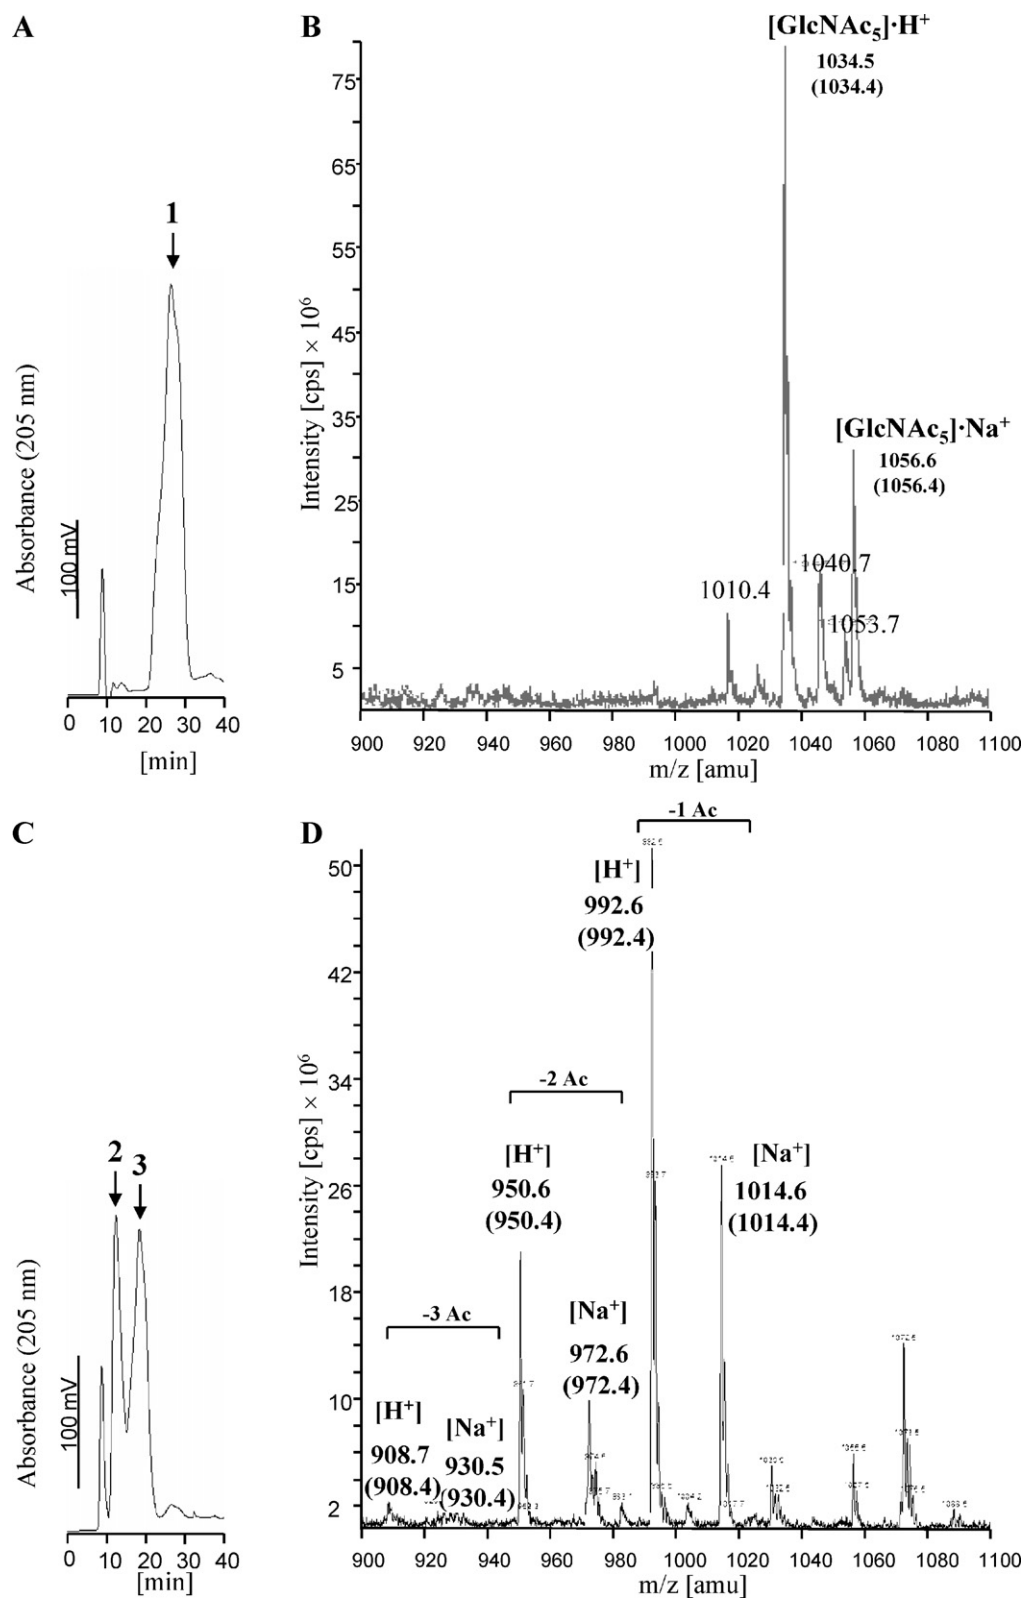 A
1
Absorbance (205 nm)
100 mV
0 10 20 30 40
[min]
B
[GlcNAc₅]·H⁺
1034.5
(1034.4)
[GlcNAc₅]·Na⁺
1056.6
(1056.4)
1040.7
1010.4
1053.7
Intensity [cps] × 10⁶
75
65
55
45
35
25
15
5
900 920 940 960 980 1000 1020 1040 1060 1080 1100
m/z [amu]
C
2 3
Absorbance (205 nm)
100 mV
0 10 20 30 40
[min]
D
-1 Ac
[H⁺]
992.6
(992.4)
-2 Ac
[H⁺]
950.6
(950.4)
[Na⁺]
1014.6
(1014.4)
[Na⁺]
972.6
(972.4)
-3 Ac
[H⁺]
908.7
(908.4)
[Na⁺]
930.5
(930.4)
Intensity [cps] × 10⁶
50
42
34
26
18
10
2
900 920 940 960 980 1000 1020 1040 1060 1080 1100
m/z [amu]